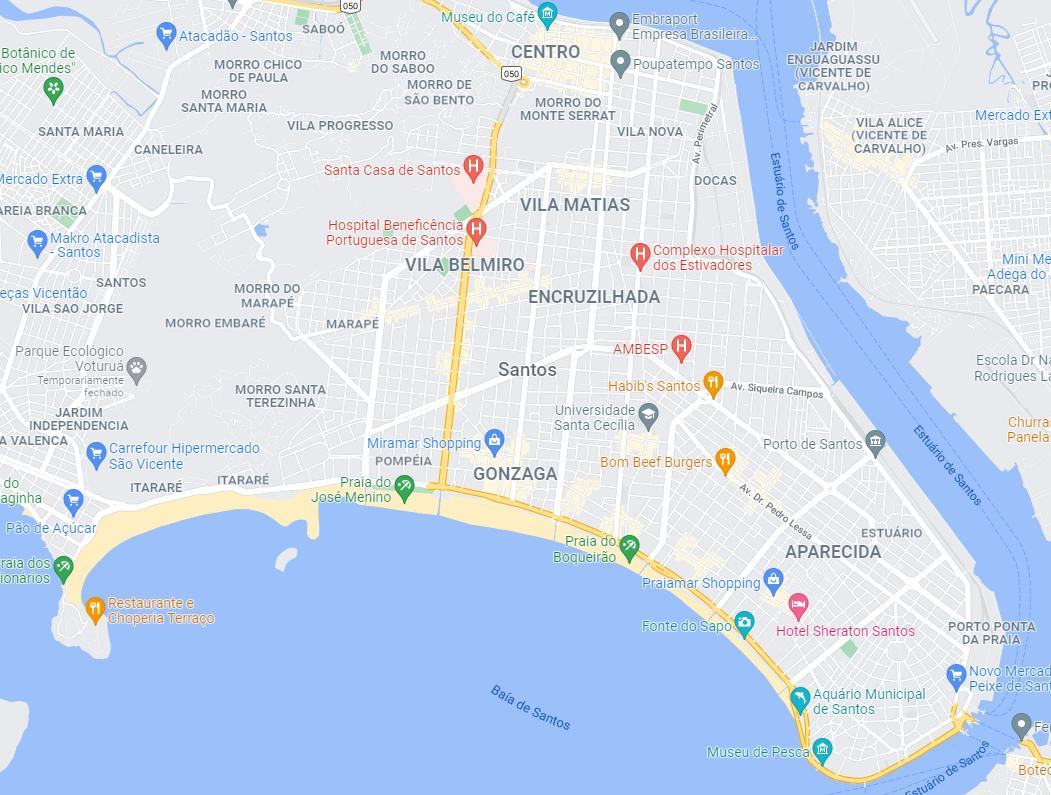 050
SABOÓ
Atacadão - Santos
Museu do Café
Embraport
Empresa Brasileira...
CENTRO
Poupatempo Santos
Botânico de
ico Mendes"
MORRO
DO SABOO
MORRO CHICO
DE PAULA
050
MORRO DE
SÃO BENTO
MORRO
SANTA MARIA
MORRO DO
MONTE SERRAT
JARDIM
ENGUAGUASSU
(VICENTE DE
CARVALHO)
VILA PROGRESSO
SANTA MARIA
VILA NOVA
Av. Perimetral
VILA ALICE
(VICENTE DE
CARVALHO)
Mercado Ext
Av. Pres. Vargas
CANELEIRA
Mercado Extra
Santa Casa de Santos
DOCAS
Estuário de Santos
AREIA BRANCA
VILA MATIAS
Makro Atacadista
- Santos
Hospital Beneficência
Portuguesa de Santos
Complexo Hospitalar
dos Estivadores
VILA BELMIRO
Mini Me
Adega do
PAECARA
SANTOS
eças Vicentão
VILA SAO JORGE
MORRO DO
MARAPÉ
ENCRUZILHADA
MORRO EMBARÉ
MARAPÉ
Parque Ecológico
Voturuá
Temporariamente
fechado
AMBESP
Santos
Escola Dr Na
Rodrigues La
Habib's Santos
Av. Siqueira Campos
MORRO SANTA
TEREZINHA
JARDIM
INDEPENDENCIA
A VALENCA
Universidade
Santa Cecília
Churras
Panela
Miramar Shopping
Porto de Santos
Estuário de Santos
Carrefour Hipermercado
São Vicente
POMPÉIA
GONZAGA
Bom Beef Burgers
ITARARÉ
ITARARÉ
do
aginha
Praia do
José Menino
Av. Dr. Pedro Lessa
Pão de Açúcar
ESTUÁRIO
Praia do
Boqueirão
APARECIDA
raia dos
ionários
Praiamar Shopping
Restaurante e
Choperia Terraço
Fonte do Sapo
Hotel Sheraton Santos
PORTO PONTA
DA PRAIA
Novo Mercad
Peixe de Sant
Baía de Santos
Aquário Municipal
de Santos
Museu de Pesca
Fer
Estuário de Santos
Botec